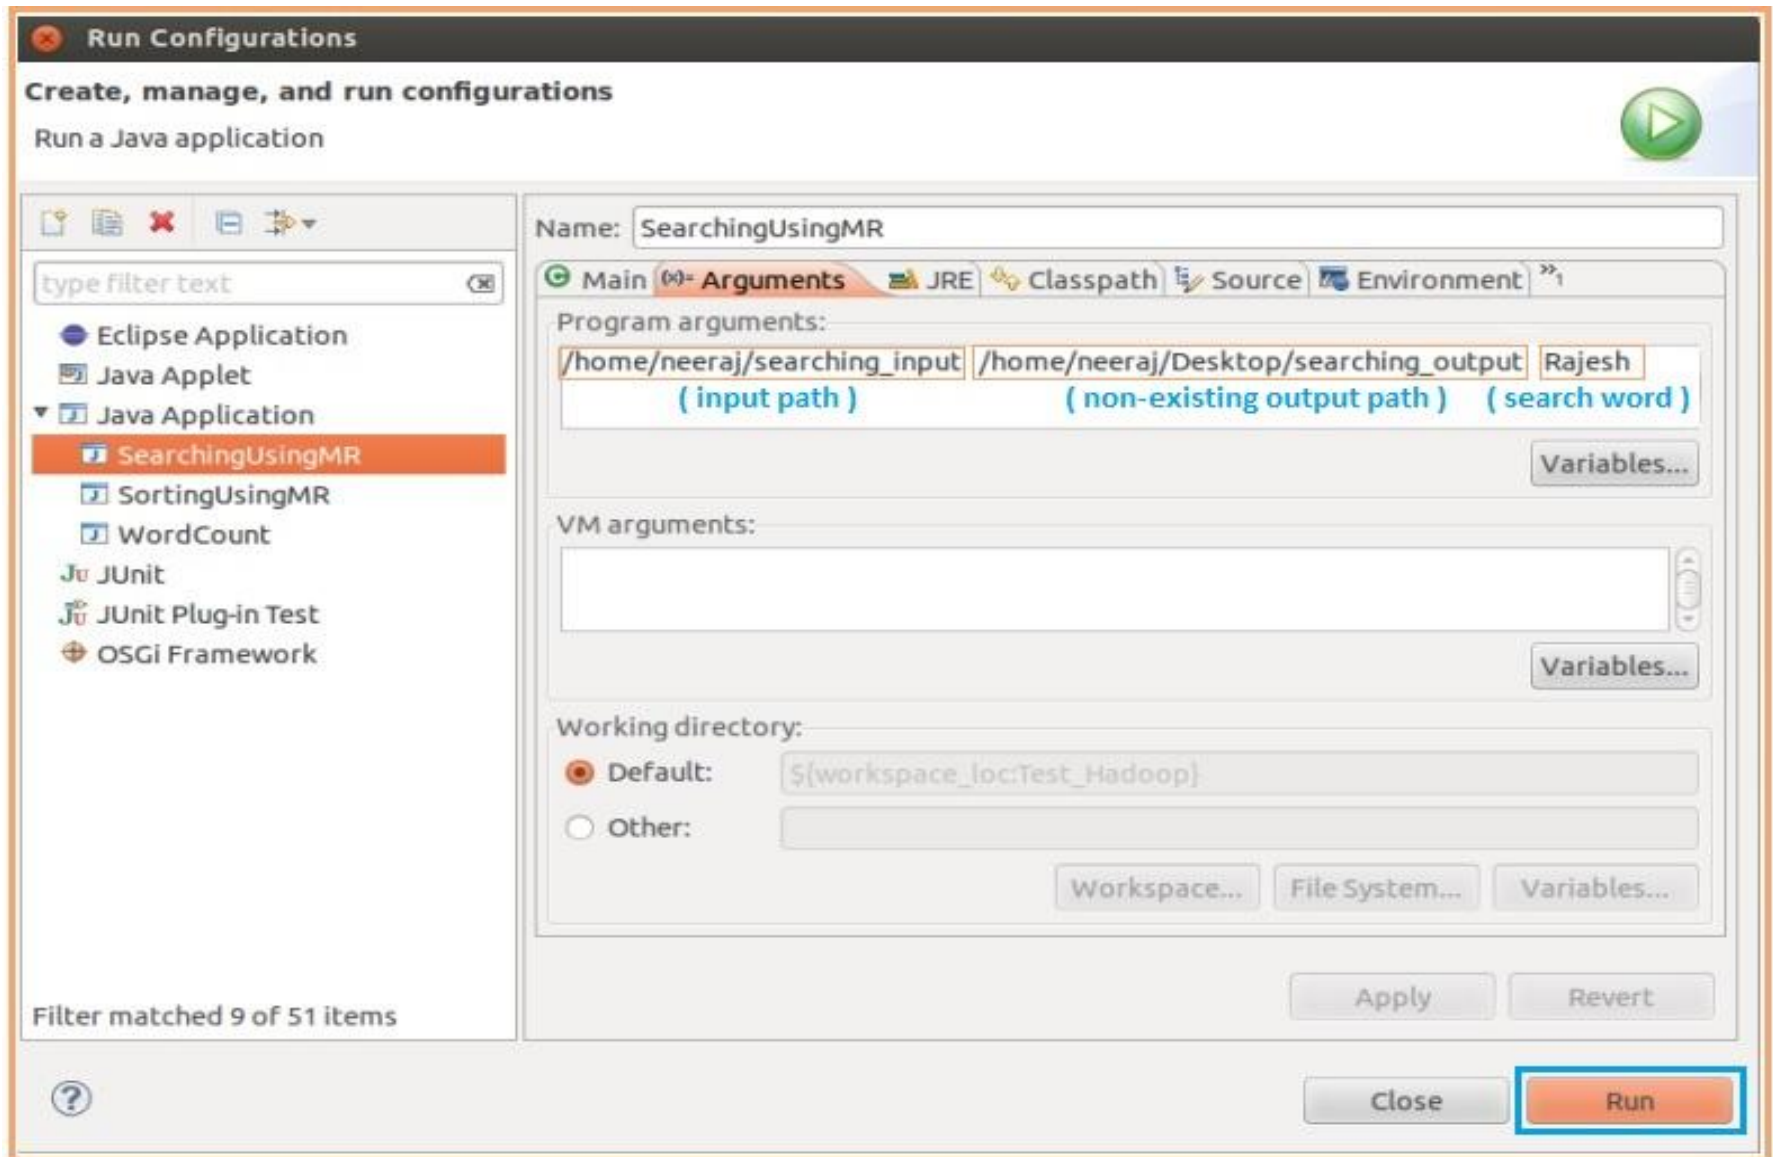 Run Configurations
Create, manage, and run configurations
Run a Java application
type filter text
Eclipse Application
Java Applet
Java Application
SearchingUsingMR
SortingUsingMR
WordCount
Ju JUnit
JU JUnit Plug-in Test
OSGi Framework
Filter matched 9 of 51 items
Name: SearchingUsingMR
Main (x)= Arguments JRE Classpath Source Environment »1
Program arguments:
/home/neeraj/searching_input /home/neeraj/Desktop/searching_output Rajesh
( input path ) ( non-existing output path ) ( search word )
Variables...
VM arguments:
Variables...
Working directory:
Default: ${workspace_loc:Test_Hadoop}
Other:
Workspace... File System... Variables...
Apply Revert
? Close Run